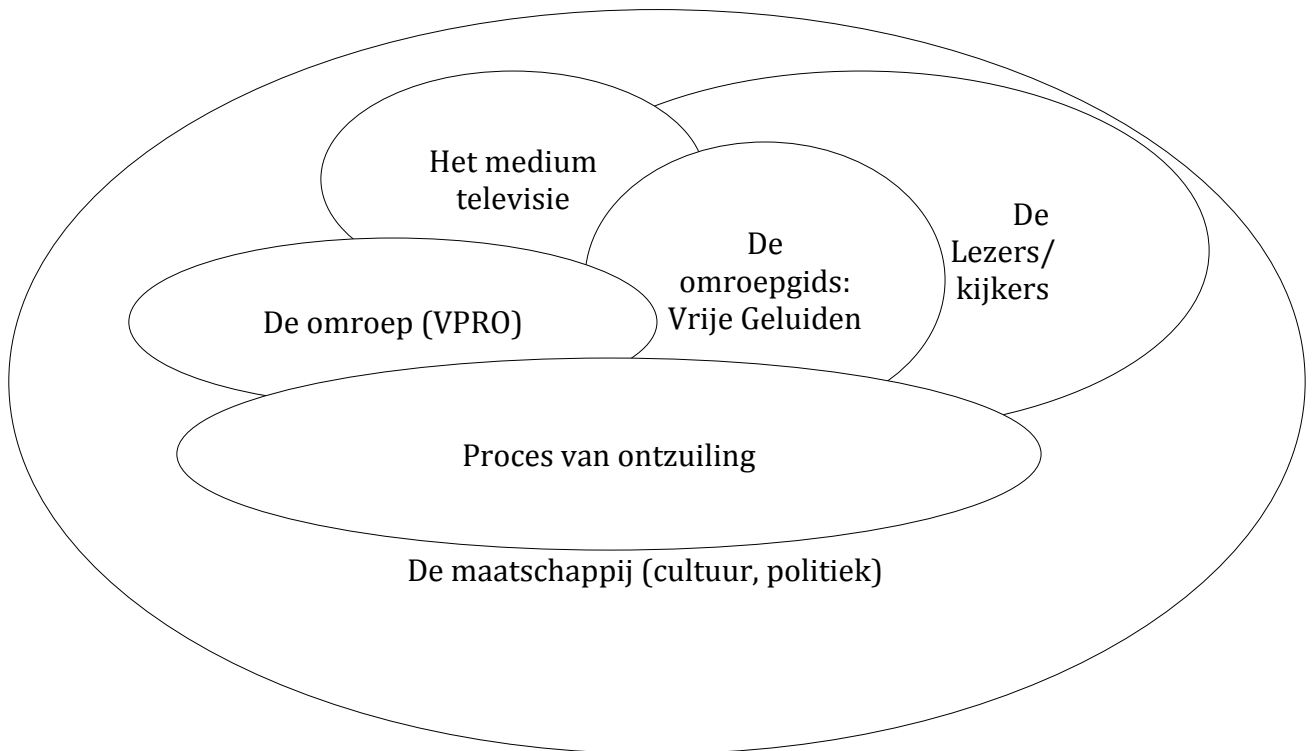 Het medium
televisie
De
Lezers/
kijkers
De
omroepgids:
Vrije Geluiden
De omroep (VPRO)
Proces van ontzuiling
De maatschappij (cultuur, politiek)